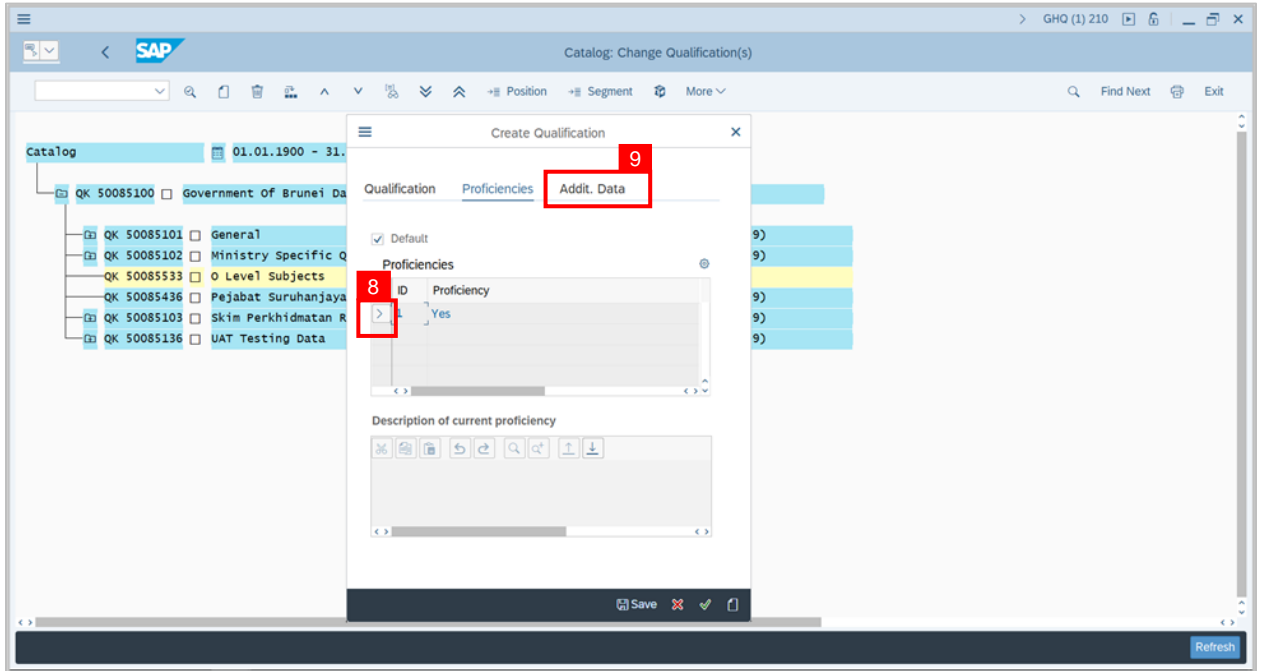 GHQ (1) 210
SAP
Catalog: Change Qualification(s)
Position
Segment
More
Find Next
Exit
Create Qualification
Catalog 01.01.1900 - 31.
9
QK 50085100 Government Of Brunei Da
Qualification Proficiencies Addit. Data
QK 50085101 General 9)
Default
QK 50085102 Ministry Specific Q 9)
Proficiencies
QK 50085533 O Level Subjects
8
ID Proficiency
QK 50085436 Pejabat Suruhanjaya 9)
1 Yes
QK 50085103 Skim Perkhidmatan R 9)
QK 50085136 UAT Testing Data 9)
Description of current proficiency
Save
Refresh